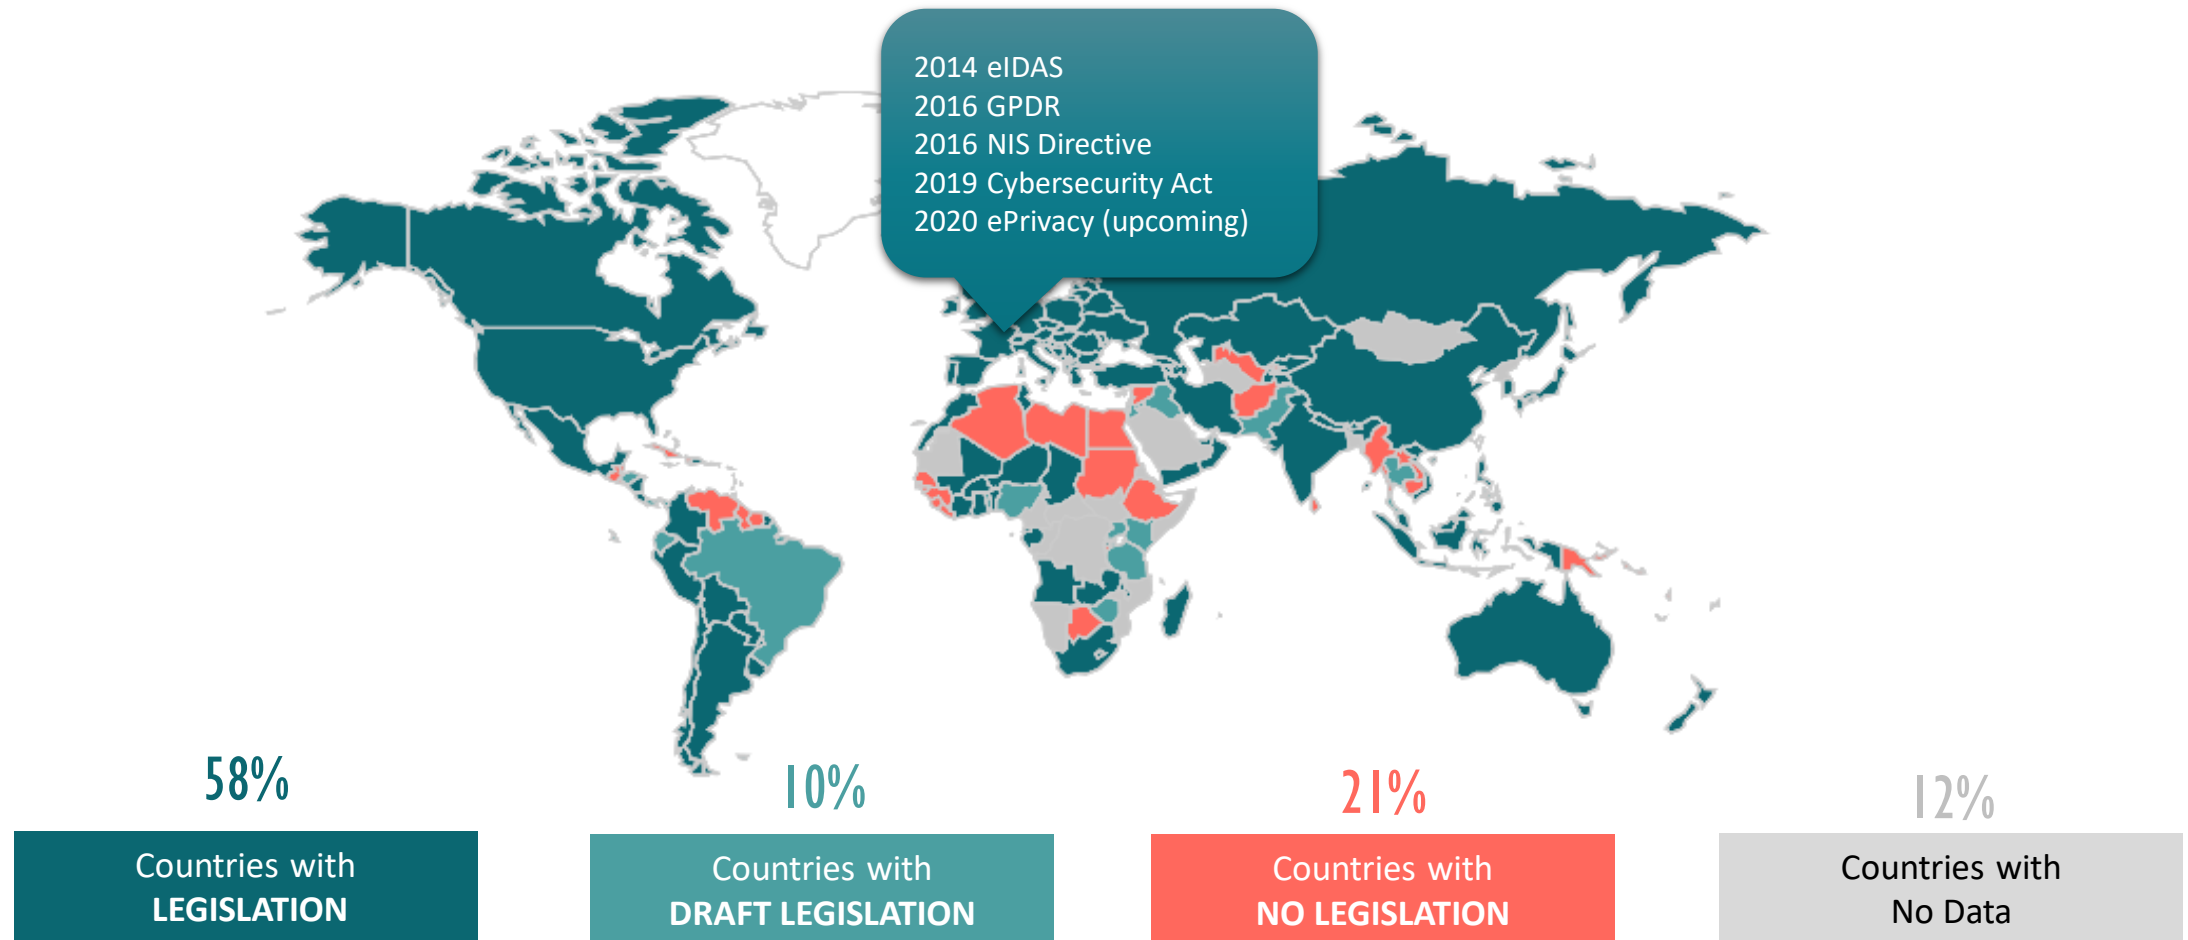 2014 eIDAS
2016 GPDR
2016 NIS Directive
2019 Cybersecurity Act
2020 ePrivacy (upcoming)
58%
Countries with
LEGISLATION
10%
Countries with
DRAFT LEGISLATION
21%
Countries with
NO LEGISLATION
12%
Countries with
No Data